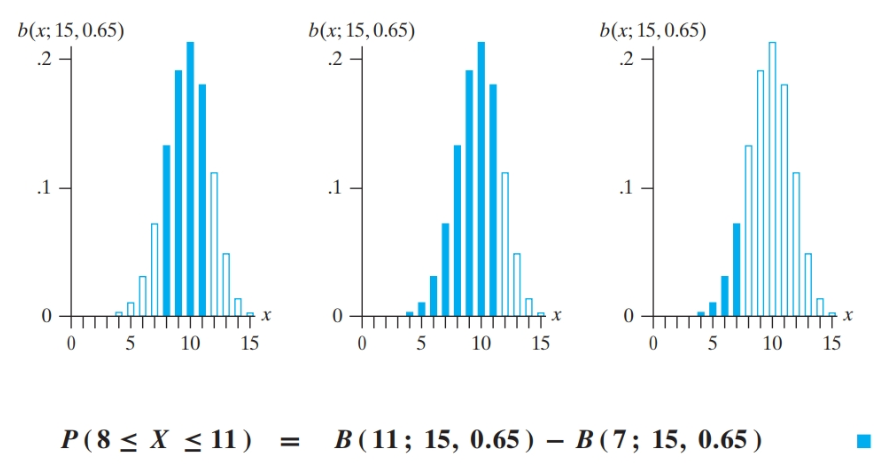 b(x; 15, 0.65) b(x; 15, 0.65) b(x; 15, 0.65)
.2 .2 .2
.1 .1 .1
0 x 0 x 0 x
0 5 10 15 0 5 10 15 0 5 10 15
P(8 ≤ X ≤ 11) = B(11; 15, 0.65) − B(7; 15, 0.65)